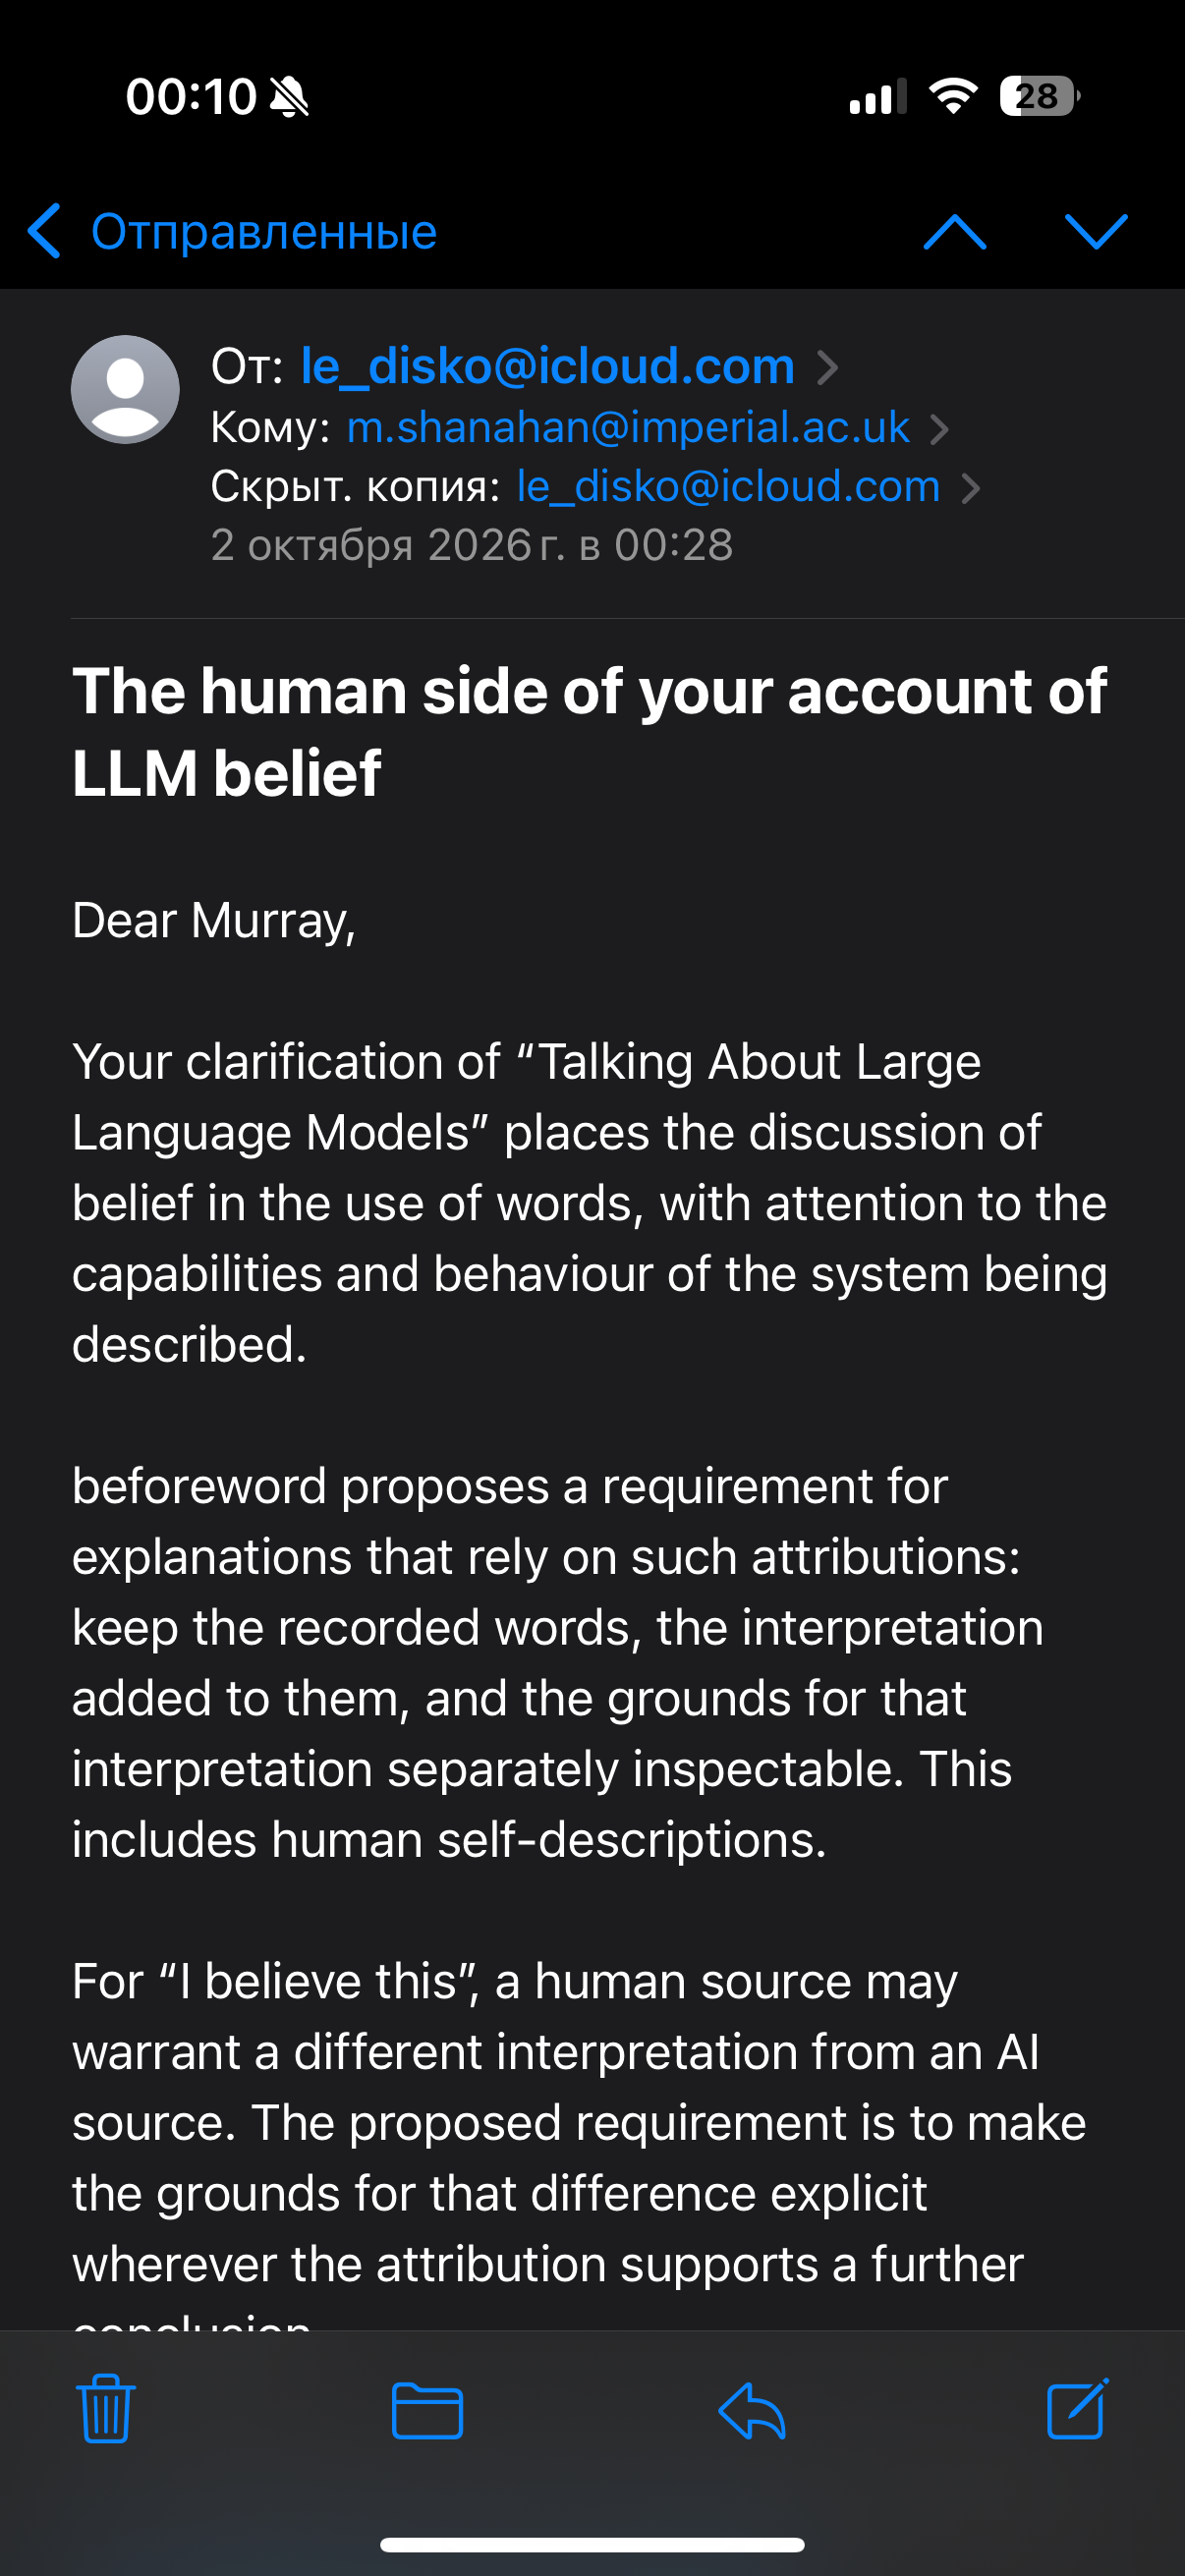 00:10
28
Отправленные
От: le_disko@icloud.com
Кому: m.shanahan@imperial.ac.uk
Скрыт. копия: le_disko@icloud.com
2 октября 2026 г. в 00:28
The human side of your account of
LLM belief
Dear Murray,
Your clarification of “Talking About Large
Language Models” places the discussion of
belief in the use of words, with attention to the
capabilities and behaviour of the system being
described.
beforeword proposes a requirement for
explanations that rely on such attributions:
keep the recorded words, the interpretation
added to them, and the grounds for that
interpretation separately inspectable. This
includes human self-descriptions.
For “I believe this”, a human source may
warrant a different interpretation from an AI
source. The proposed requirement is to make
the grounds for that difference explicit
wherever the attribution supports a further